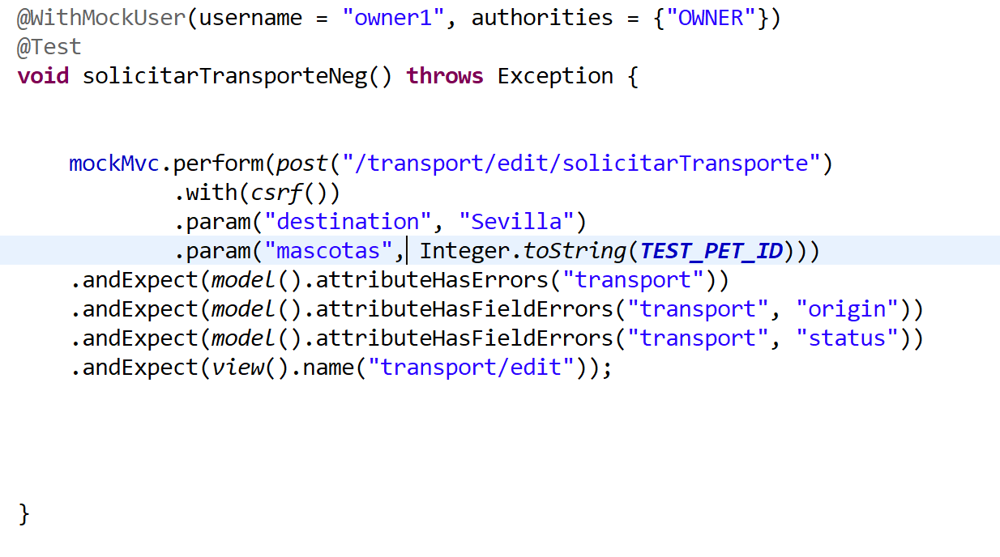 @WithMockUser(username = "owner1", authorities = {"OWNER"})
@Test
void solicitarTransporteNeg() throws Exception {
mockMvc.perform(post("/transport/edit/solicitarTransporte")
.with(csrf())
.param("destination", "Sevilla")
.param("mascotas", Integer.toString(TEST_PET_ID)))
.andExpect(model().attributeHasErrors("transport"))
.andExpect(model().attributeHasFieldErrors("transport", "origin"))
.andExpect(model().attributeHasFieldErrors("transport", "status"))
.andExpect(view().name("transport/edit"));
}